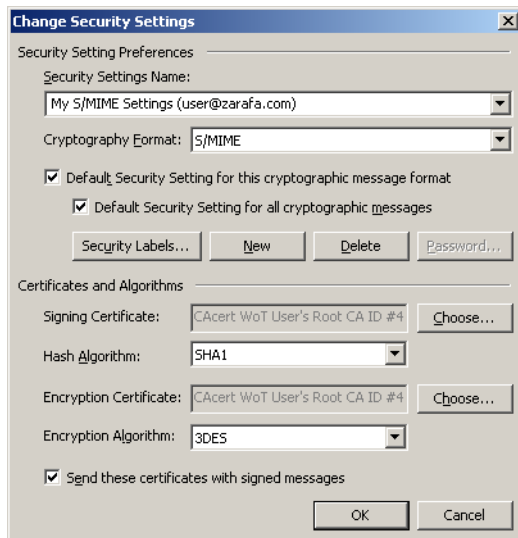 Change Security Settings
Security Setting Preferences
Security Settings Name:
My S/MIME Settings (user@zarafa.com)
Cryptography Format: S/MIME
Default Security Setting for this cryptographic message format
Default Security Setting for all cryptographic messages
Security Labels... New Delete Password...
Certificates and Algorithms
Signing Certificate: CAcert WoT User's Root CA ID #4 Choose...
Hash Algorithm: SHA1
Encryption Certificate: CAcert WoT User's Root CA ID #4 Choose...
Encryption Algorithm: 3DES
Send these certificates with signed messages
OK Cancel